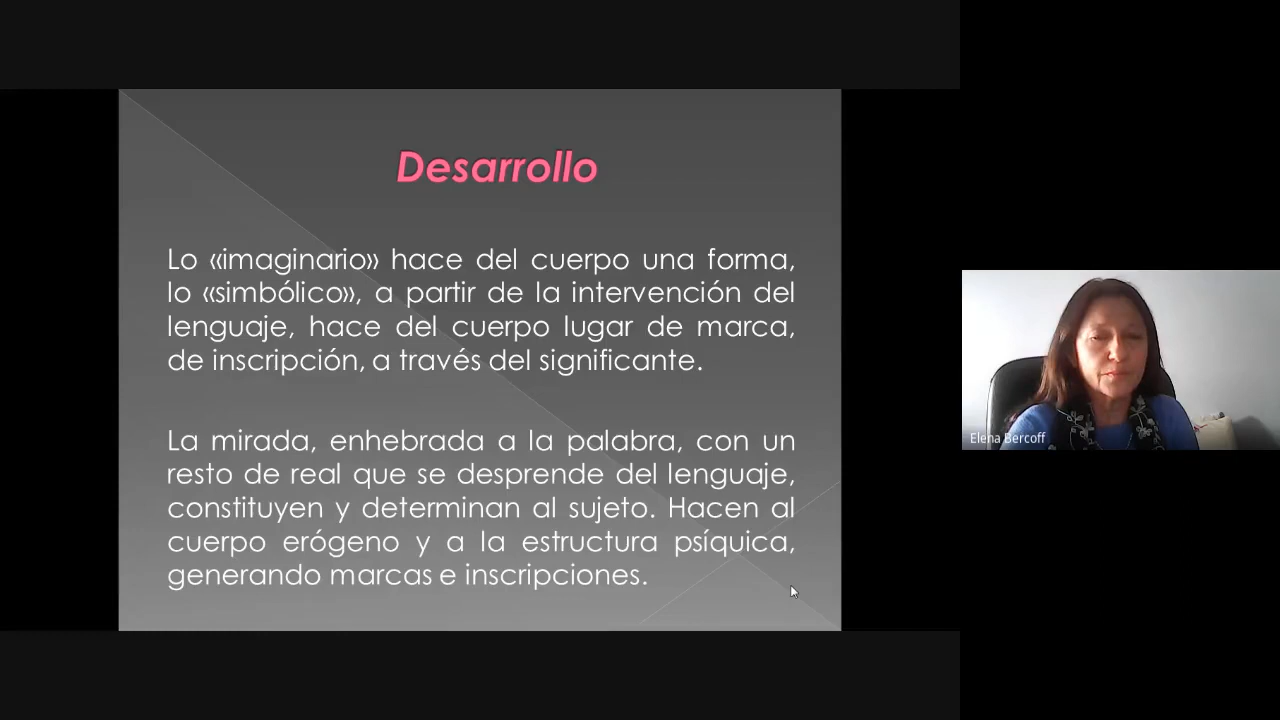 Desarrollo
Lo «imaginario» hace del cuerpo una forma,
lo «simbólico», a partir de la intervención del
lenguaje, hace del cuerpo lugar de marca,
de inscripción, a través del significante.
La mirada, enhebrada a la palabra, con un
resto de real que se desprende del lenguaje,
constituyen y determinan al sujeto. Hacen al
cuerpo erógeno y a la estructura psíquica,
generando marcas e inscripciones.
Elena Bercoff